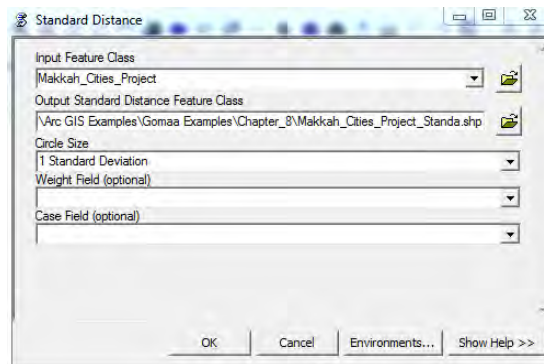 Standard Distance
Input Feature Class
Makkah_Cities_Project
Output Standard Distance Feature Class
\Arc GIS Examples\Gomaa Examples\Chapter_8\Makkah_Cities_Project_Standa.shp
Circle Size
1 Standard Deviation
Weight Field (optional)
Case Field (optional)
OK Cancel Environments... Show Help >>